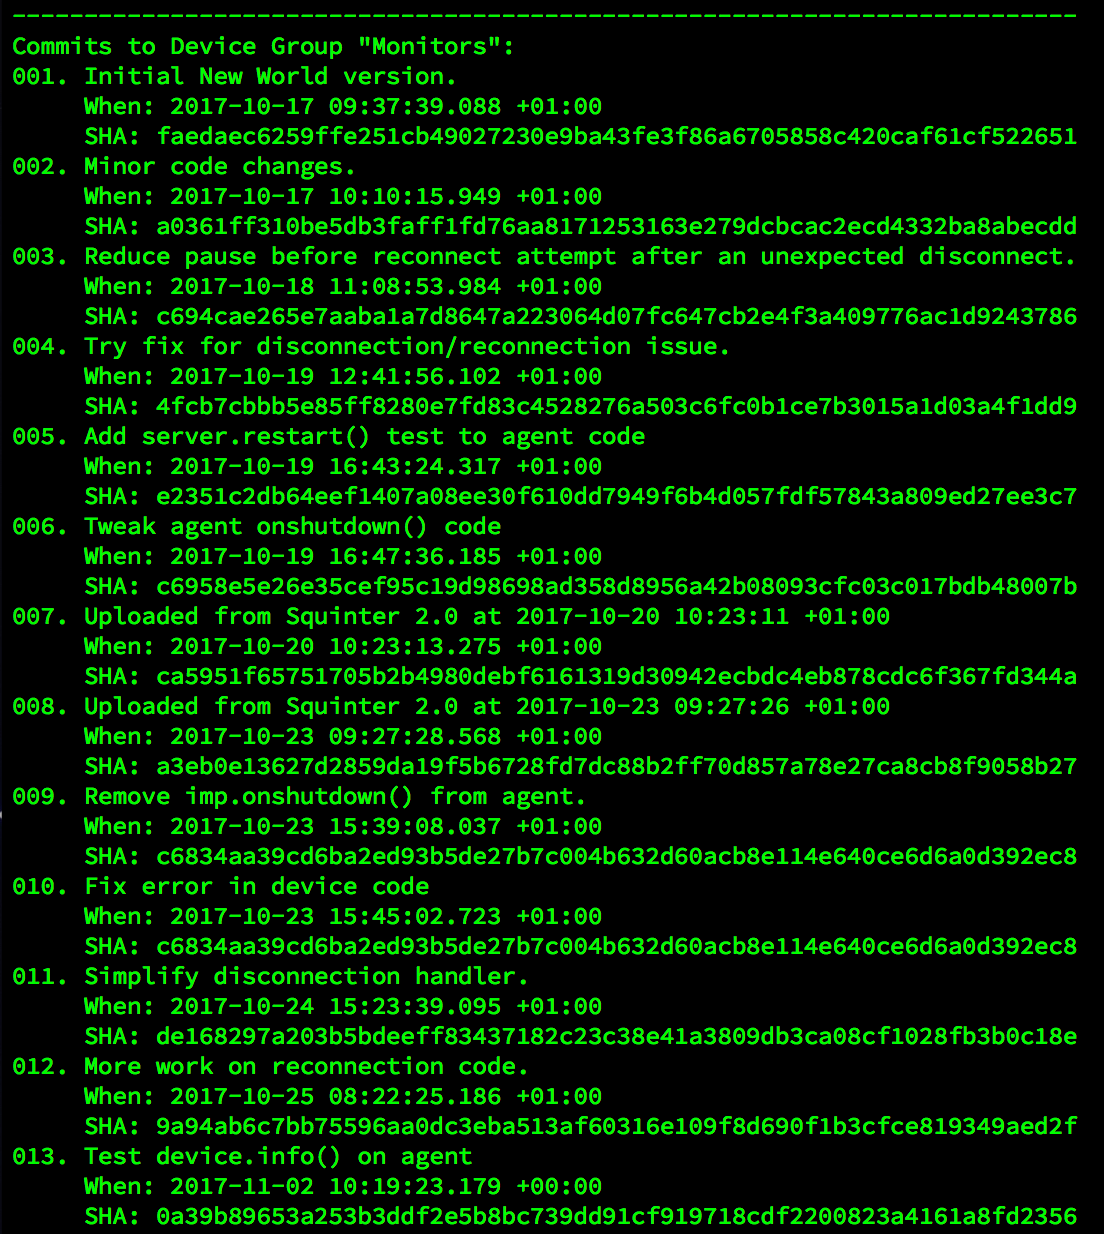 --------------------------------------------------------------------------
Commits to Device Group "Monitors":
001. Initial New World version.
When: 2017-10-17 09:37:39.088 +01:00
SHA: faedaec6259ffe251cb49027230e9ba43fe3f86a6705858c420caf61cf522651
002. Minor code changes.
When: 2017-10-17 10:10:15.949 +01:00
SHA: a0361ff310be5db3faff1fd76aa8171253163e279dcbcac2ecd4332ba8abecdd
003. Reduce pause before reconnect attempt after an unexpected disconnect.
When: 2017-10-18 11:08:53.984 +01:00
SHA: c694cae265e7aaba1a7d8647a223064d07fc647cb2e4f3a409776ac1d9243786
004. Try fix for disconnection/reconnection issue.
When: 2017-10-19 12:41:56.102 +01:00
SHA: 4fcb7cbbb5e85ff8280e7fd83c4528276a503c6fc0b1ce7b3015a1d03a4f1dd9
005. Add server.restart() test to agent code
When: 2017-10-19 16:43:24.317 +01:00
SHA: e2351c2db64eef1407a08ee30f610dd7949f6b4d057fdf57843a809ed27ee3c7
006. Tweak agent onshutdown() code
When: 2017-10-19 16:47:36.185 +01:00
SHA: c6958e5e26e35cef95c19d98698ad358d8956a42b08093cfc03c017bdb48007b
007. Uploaded from Squinter 2.0 at 2017-10-20 10:23:11 +01:00
When: 2017-10-20 10:23:13.275 +01:00
SHA: ca5951f65751705b2b4980debf6161319d30942ecbdc4eb878cdc6f367fd344a
008. Uploaded from Squinter 2.0 at 2017-10-23 09:27:26 +01:00
When: 2017-10-23 09:27:28.568 +01:00
SHA: a3eb0e13627d2859da19f5b6728fd7dc88b2ff70d857a78e27ca8cb8f9058b27
009. Remove imp.onshutdown() from agent.
When: 2017-10-23 15:39:08.037 +01:00
SHA: c6834aa39cd6ba2ed93b5de27b7c004b632d60acb8e114e640ce6d6a0d392ec8
010. Fix error in device code
When: 2017-10-23 15:45:02.723 +01:00
SHA: c6834aa39cd6ba2ed93b5de27b7c004b632d60acb8e114e640ce6d6a0d392ec8
011. Simplify disconnection handler.
When: 2017-10-24 15:23:39.095 +01:00
SHA: de168297a203b5bdeeff83437182c23c38e41a3809db3ca08cf1028fb3b0c18e
012. More work on reconnection code.
When: 2017-10-25 08:22:25.186 +01:00
SHA: 9a94ab6c7bb75596aa0dc3eba513af60316e109f8d690f1b3cfce819349aed2f
013. Test device.info() on agent
When: 2017-11-02 10:19:23.179 +00:00
SHA: 0a39b89653a253b3ddf2e5b8bc739dd91cf919718cdf2200823a4161a8fd2356